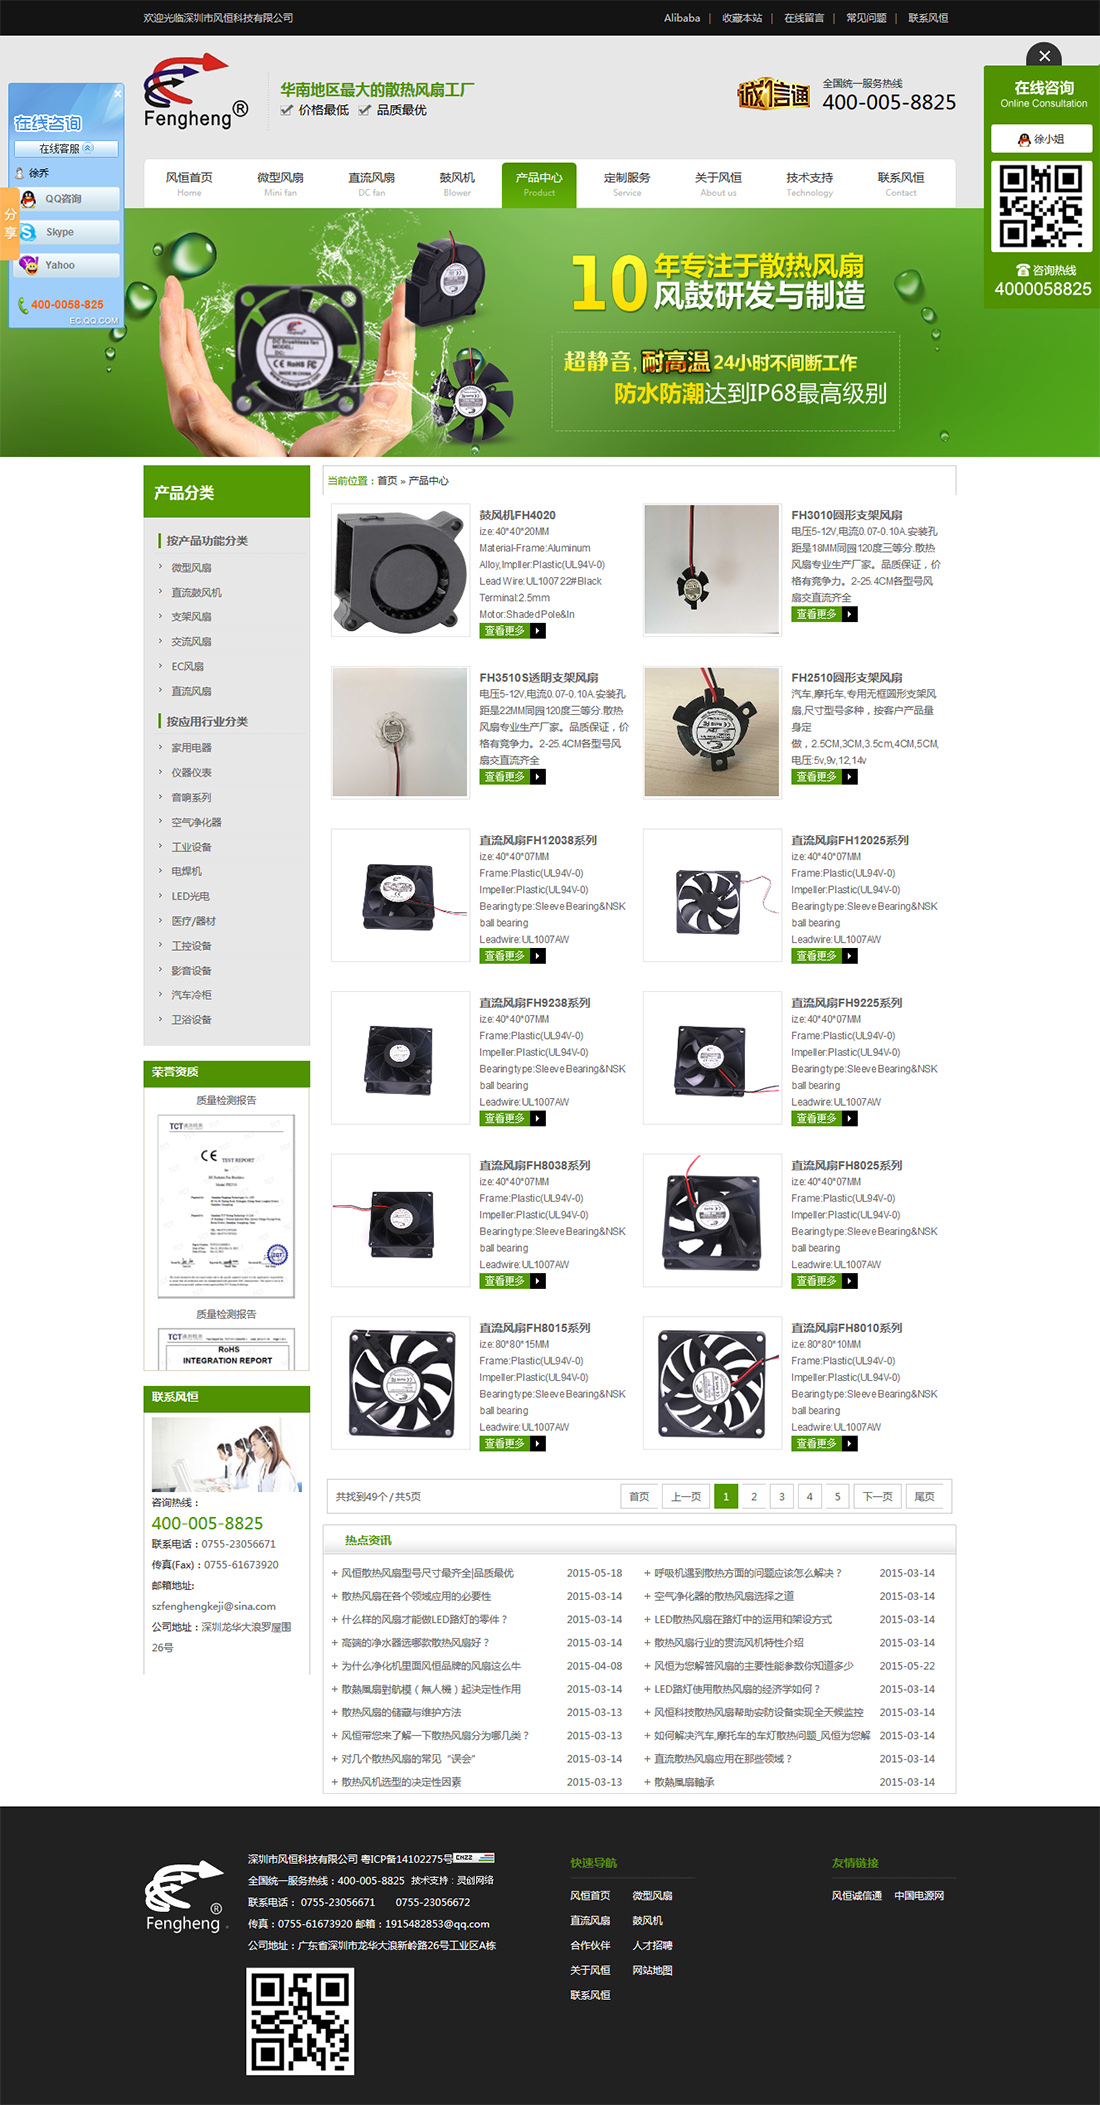 欢迎光临深圳市风恒科技有限公司
Alibaba | 收藏本站 | 在线留言 | 常见问题 | 联系风恒
Fengheng®
华南地区最大的散热风扇工厂
价格最低 品质最优
诚信通
全国统一服务热线
400-005-8825
风恒首页 微型风扇 直流风扇 鼓风机 产品中心 定制服务 关于风恒 技术支持 联系风恒
Home Mini fan DC fan Blower Product Service About us Technology Contact
在线咨询
在线客服
徐乔
QQ咨询
Skype
Yahoo
400-0058-825
EC.QQ.COM
分享
在线咨询
Online Consultation
徐小姐
咨询热线
4000058825
10年专注于散热风扇
风鼓研发与制造
超静音,耐高温24小时不间断工作
防水防潮达到IP68最高级别
产品分类
按产品功能分类
微型风扇
直流鼓风机
支架风扇
交流风扇
EC风扇
直流风扇
按应用行业分类
家用电器
仪器仪表
音响系列
空气净化器
工业设备
电焊机
LED光电
医疗/器材
工控设备
影音设备
汽车冷柜
卫浴设备
荣誉资质
质量检测报告
TCT
CE TEST REPORT
质量检测报告
TCT
RoHS
INTEGRATION REPORT
联系风恒
咨询热线：
400-005-8825
联系电话：0755-23056671
传真(Fax)：0755-61673920
邮箱地址:
szfenghengkeji@sina.com
公司地址：深圳龙华大浪罗屋围
26号
当前位置：首页 » 产品中心
鼓风机FH4020
ize:40*40*20MM
Material-Frame:Aluminum
Alloy,Impller:Plastic(UL94V-0)
Lead Wire:UL1007 22#Black
Terminal:2.5mm
Motor:Shaded Pole&In
查看更多
FH3010圆形支架风扇
电压5-12V,电流0.07-0.10A.安装孔
距是18MM同园120度三等分.散热
风扇专业生产厂家。品质保证，价
格有竞争力。2-25.4CM各型号风
扇交直流齐全
查看更多
FH3510S透明支架风扇
电压5-12V,电流0.07-0.10A.安装孔
距是22MM同园120度三等分.散热
风扇专业生产厂家。品质保证，价
格有竞争力。2-25.4CM各型号风
扇交直流齐全
查看更多
FH2510圆形支架风扇
汽车,摩托车,专用无框圆形支架风
扇,尺寸型号多种，按客户产品量
身定
做，2.5CM,3CM,3.5cm,4CM,5CM,
电压:5v,9v,12,14v
查看更多
直流风扇FH12038系列
ize:40*40*07MM
Frame:Plastic(UL94V-0)
Impeller:Plastic(UL94V-0)
Bearing type:Sleeve Bearing&NSK
ball bearing
Leadwire:UL1007AW
查看更多
直流风扇FH12025系列
ize:40*40*07MM
Frame:Plastic(UL94V-0)
Impeller:Plastic(UL94V-0)
Bearing type:Sleeve Bearing&NSK
ball bearing
Leadwire:UL1007AW
查看更多
直流风扇FH9238系列
ize:40*40*07MM
Frame:Plastic(UL94V-0)
Impeller:Plastic(UL94V-0)
Bearing type:Sleeve Bearing&NSK
ball bearing
Leadwire:UL1007AW
查看更多
直流风扇FH9225系列
ize:40*40*07MM
Frame:Plastic(UL94V-0)
Impeller:Plastic(UL94V-0)
Bearing type:Sleeve Bearing&NSK
ball bearing
Leadwire:UL1007AW
查看更多
直流风扇FH8038系列
ize:40*40*07MM
Frame:Plastic(UL94V-0)
Impeller:Plastic(UL94V-0)
Bearing type:Sleeve Bearing&NSK
ball bearing
Leadwire:UL1007AW
查看更多
直流风扇FH8025系列
ize:40*40*07MM
Frame:Plastic(UL94V-0)
Impeller:Plastic(UL94V-0)
Bearing type:Sleeve Bearing&NSK
ball bearing
Leadwire:UL1007AW
查看更多
直流风扇FH8015系列
ize:80*80*15MM
Frame:Plastic(UL94V-0)
Impeller:Plastic(UL94V-0)
Bearing type:Sleeve Bearing&NSK
ball bearing
Leadwire:UL1007AW
查看更多
直流风扇FH8010系列
ize:80*80*10MM
Frame:Plastic(UL94V-0)
Impeller:Plastic(UL94V-0)
Bearing type:Sleeve Bearing&NSK
ball bearing
Leadwire:UL1007AW
查看更多
共找到49个 / 共5页 首页 上一页 1 2 3 4 5 下一页 尾页
热点资讯
+ 风恒散热风扇型号尺寸最齐全|品质最优 2015-05-18
+ 呼吸机遇到散热方面的问题应该怎么解决？ 2015-03-14
+ 散热风扇在各个领域应用的必要性 2015-03-14
+ 空气净化器的散热风扇选择之道 2015-03-14
+ 什么样的风扇才能做LED路灯的零件？ 2015-03-14
+ LED散热风扇在路灯中的运用和架设方式 2015-03-14
+ 高端的净水器选哪款散热风扇好？ 2015-03-14
+ 散热风扇行业的贯流风机特性介绍 2015-03-14
+ 为什么净化机里面风恒品牌的风扇这么牛 2015-04-08
+ 风恒为您解答风扇的主要性能参数你知道多少 2015-05-22
+ 散熱風扇對航模（無人機）起決定性作用 2015-03-14
+ LED路灯使用散热风扇的经济学如何？ 2015-03-14
+ 散热风扇的储藏与维护方法 2015-03-13
+ 风恒科技散热风扇帮助安防设备实现全天候监控 2015-03-14
+ 风恒带您来了解一下散热风扇分为哪几类？ 2015-03-13
+ 如何解决汽车,摩托车的车灯散热问题_风恒为您解 2015-03-14
+ 对几个散热风扇的常见“误会” 2015-03-14
+ 直流散热风扇应用在那些领域？ 2015-03-14
+ 散热风机选型的决定性因素 2015-03-13
+ 散熱風扇軸承 2015-03-14
Fengheng®
深圳市风恒科技有限公司 粤ICP备14102275号 CNZZ
全国统一服务热线：400-005-8825 技术支持：灵创网络
联系电话： 0755-23056671 0755-23056672
传真：0755-61673920 邮箱：1915482853@qq.com
公司地址：广东省深圳市龙华大浪新岭路26号工业区A栋
快速导航
风恒首页 微型风扇
直流风扇 鼓风机
合作伙伴 人才招聘
关于风恒 网站地图
联系风恒
友情链接
风恒诚信通 中国电源网